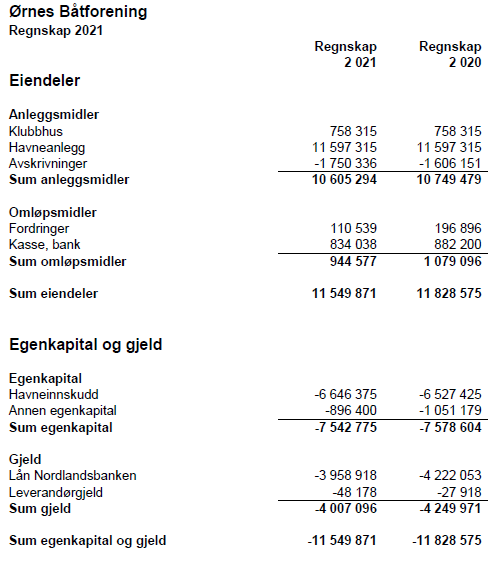 Ørnes Båtforening
Regnskap 2021
Regnskap Regnskap
2 021 2 020
Eiendeler
Anleggsmidler
Klubbhus 758 315 758 315
Havneanlegg 11 597 315 11 597 315
Avskrivninger -1 750 336 -1 606 151
Sum anleggsmidler 10 605 294 10 749 479
Omløpsmidler
Fordringer 110 539 196 896
Kasse, bank 834 038 882 200
Sum omløpsmidler 944 577 1 079 096
Sum eiendeler 11 549 871 11 828 575
Egenkapital og gjeld
Egenkapital
Havneinnskudd -6 646 375 -6 527 425
Annen egenkapital -896 400 -1 051 179
Sum egenkapital -7 542 775 -7 578 604
Gjeld
Lån Nordlandsbanken -3 958 918 -4 222 053
Leverandørgjeld -48 178 -27 918
Sum gjeld -4 007 096 -4 249 971
Sum egenkapital og gjeld -11 549 871 -11 828 575